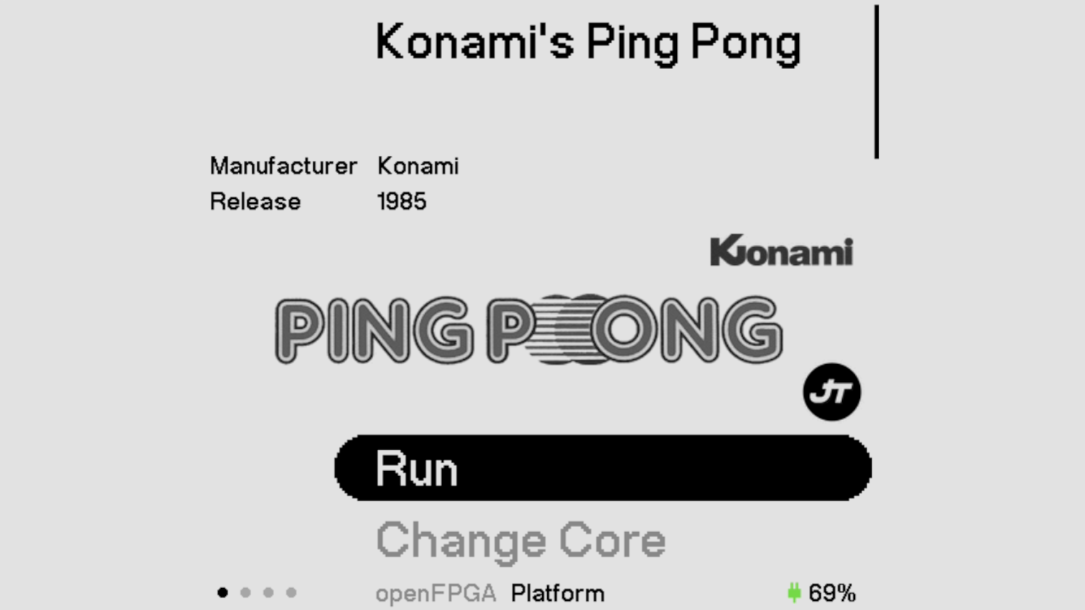 Konami's Ping Pong
Manufacturer Konami
Release 1985
Konami
PING PONG
JT
Run
Change Core
openFPGA Platform 69%